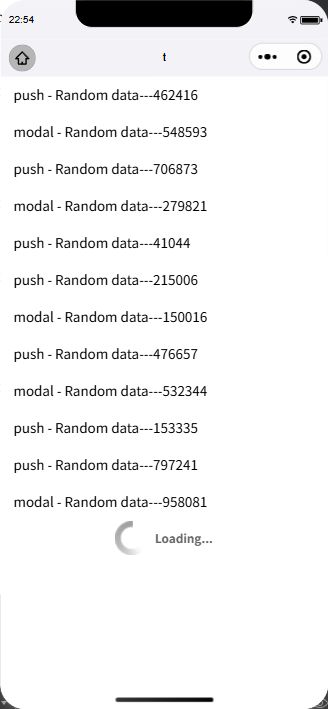 22:54
t
push - Random data---462416
modal - Random data---548593
push - Random data---706873
modal - Random data---279821
push - Random data---41044
push - Random data---215006
modal - Random data---150016
push - Random data---476657
modal - Random data---532344
push - Random data---153335
push - Random data---797241
modal - Random data---958081
Loading...